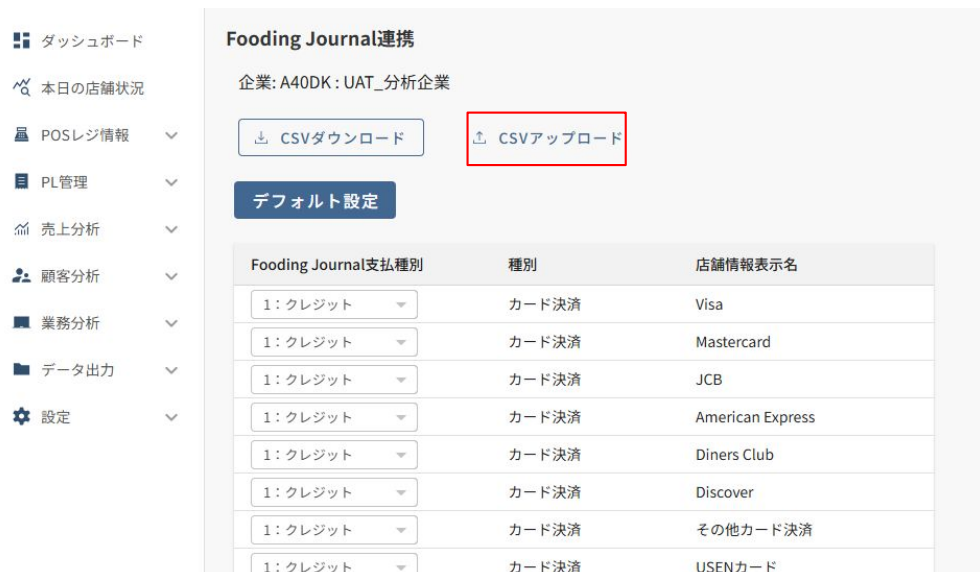 ダッシュボード
本日の店舗状況
POSレジ情報
PL管理
売上分析
顧客分析
業務分析
データ出力
設定
Fooding Journal連携
企業: A40DK : UAT_分析企業
CSVダウンロード CSVアップロード
デフォルト設定
Fooding Journal支払種別 種別 店舗情報表示名
1：クレジット カード決済 Visa
1：クレジット カード決済 Mastercard
1：クレジット カード決済 JCB
1：クレジット カード決済 American Express
1：クレジット カード決済 Diners Club
1：クレジット カード決済 Discover
1：クレジット カード決済 その他カード決済
1：クレジット カード決済 USENカード